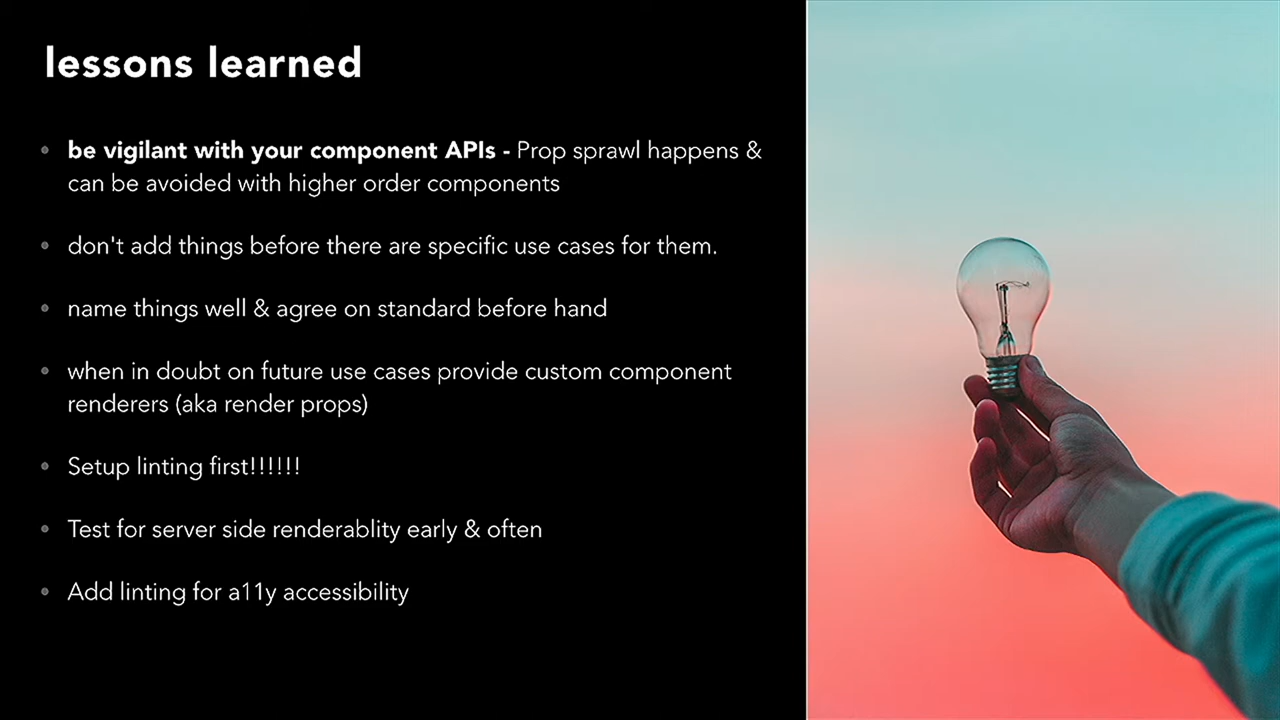 lessons learned
be vigilant with your component APIs - Prop sprawl happens &
can be avoided with higher order components
don't add things before there are specific use cases for them.
name things well & agree on standard before hand
when in doubt on future use cases provide custom component
renderers (aka render props)
Setup linting first!!!!!!
Test for server side renderablity early & often
Add linting for a11y accessibility